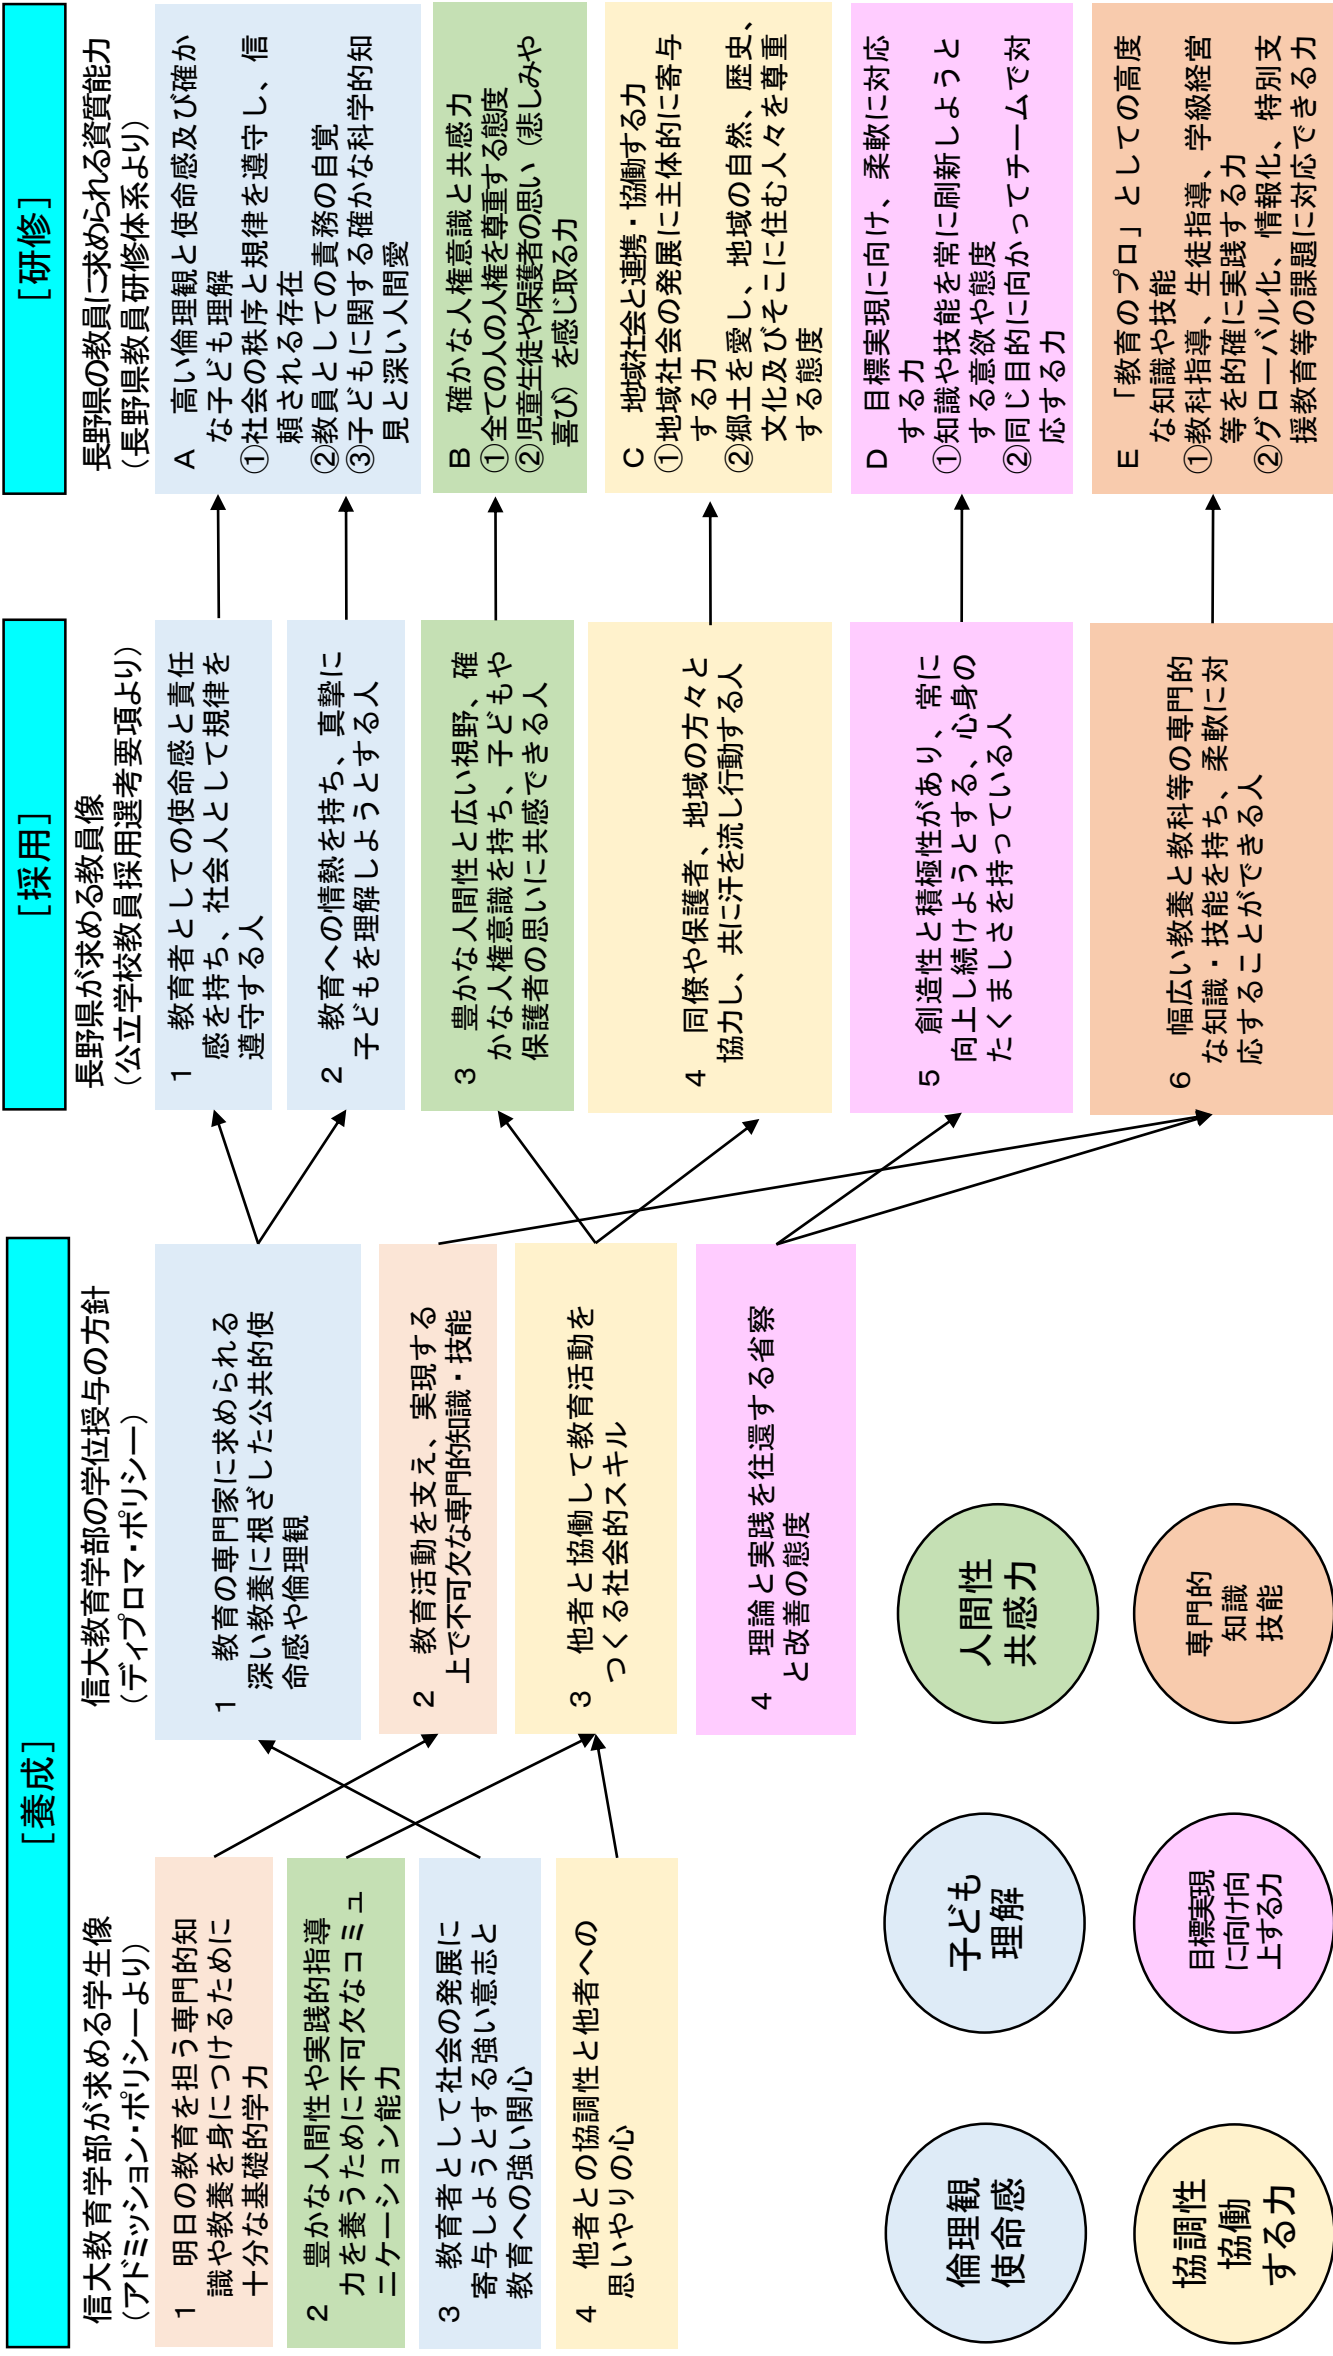 ［養成］
信大教育学部が求める学生像
（アドミッション・ポリシーより）
１　明日の教育を担う専門的知
識や教養を身につけるために
十分な基礎的学力
２　豊かな人間性や実践的指導
力を養うために不可欠なコミュ
ニケーション能力
３　教育者として社会の発展に
寄与しようとする強い意志と
教育への強い関心
４　他者との協調性と他者への
思いやりの心
信大教育学部の学位授与の方針
（ディプロマ・ポリシー）
１　教育の専門家に求められる
深い教養に根ざした公共的使
命感や倫理観
２　教育活動を支え、実現する
上で不可欠な専門的知識・技能
３　他者と協働して教育活動を
つくる社会的スキル
４　理論と実践を往還する省察
と改善の態度
［採用］
長野県が求める教員像
（公立学校教員採用選考要項より）
１　教育者としての使命感と責任
感を持ち、社会人として規律を
遵守する人
２　教育への情熱を持ち、真摯に
子どもを理解しようとする人
３　豊かな人間性と広い視野、確
かな人権意識を持ち、子どもや
保護者の思いに共感できる人
４　同僚や保護者、地域の方々と
協力し、共に汗を流し行動する人
５　創造性と積極性があり、常に
向上し続けようとする、心身の
たくましさを持っている人
６　幅広い教養と教科等の専門的
な知識・技能を持ち、柔軟に対
応することができる人
［研修］
長野県の教員に求められる資質能力
（長野県教員研修体系より）
Ａ　高い倫理観と使命感及び確か
な子ども理解
①社会の秩序と規律を遵守し、信
頼される存在
②教員としての責務の自覚
③子どもに関する確かな科学的知
見と深い人間愛
Ｂ　確かな人権意識と共感力
①全ての人の人権を尊重する態度
②児童生徒や保護者の思い（悲しみや
喜び）を感じ取る力
Ｃ　地域社会と連携・協働する力
①地域社会の発展に主体的に寄与
する力
②郷土を愛し、地域の自然、歴史、
文化及びそこに住む人々を尊重
する態度
Ｄ　目標実現に向け、柔軟に対応
する力
①知識や技能を常に刷新しようと
する意欲や態度
②同じ目的に向かってチームで対
応する力
Ｅ　「教育のプロ」としての高度
な知識や技能
①教科指導、生徒指導、学級経営
等を的確に実践する力
②グローバル化、情報化、特別支
援教育等の課題に対応できる力
倫理観
使命感
子ども
理解
人間性
共感力
協調性
協働
する力
目標実現
に向け向
上する力
専門的
知識
技能